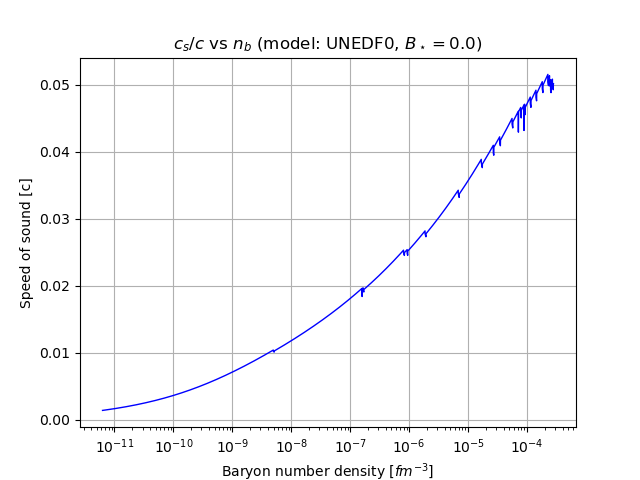 $c_s/c$ vs $n_b$ (model: UNEDF0, $B_\star = 0.0$)
0.05
0.04
0.03
0.02
0.01
0.00
Speed of sound [c]
$10^{-11}$ $10^{-10}$ $10^{-9}$ $10^{-8}$ $10^{-7}$ $10^{-6}$ $10^{-5}$ $10^{-4}$
Baryon number density [$fm^{-3}$]